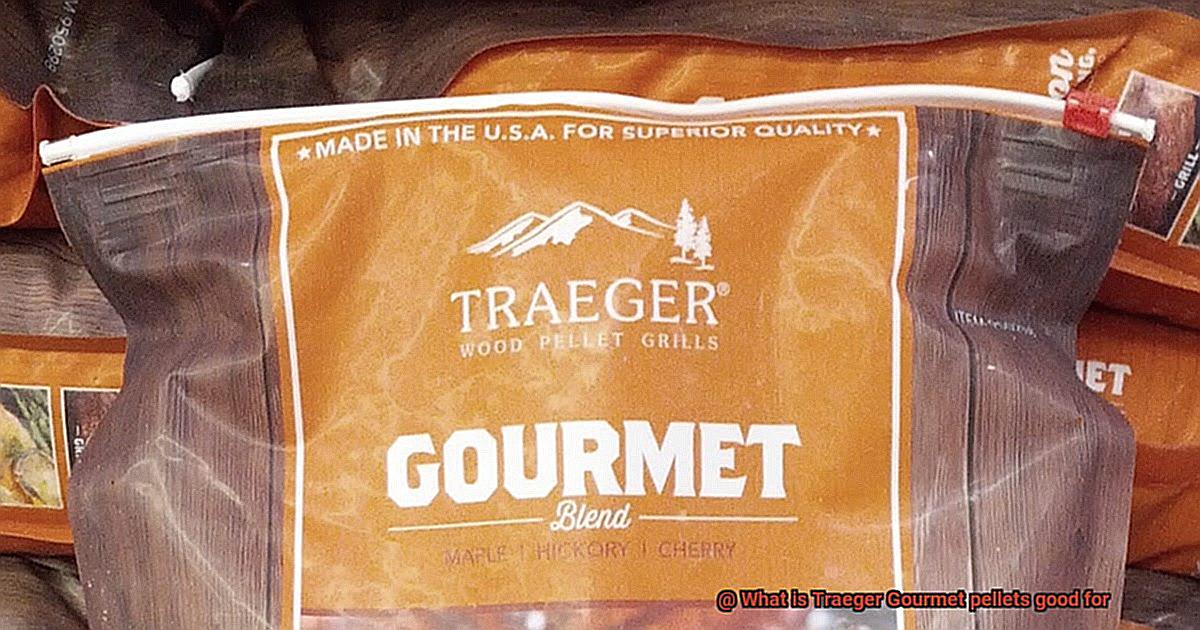 ★MADE IN THE U.S.A. FOR SUPERIOR QUALITY★
TRAEGER®
WOOD PELLET GRILLS
GOURMET
Blend
MAPLE | HICKORY | CHERRY
@ What is Traeger Gourmet pellets good for